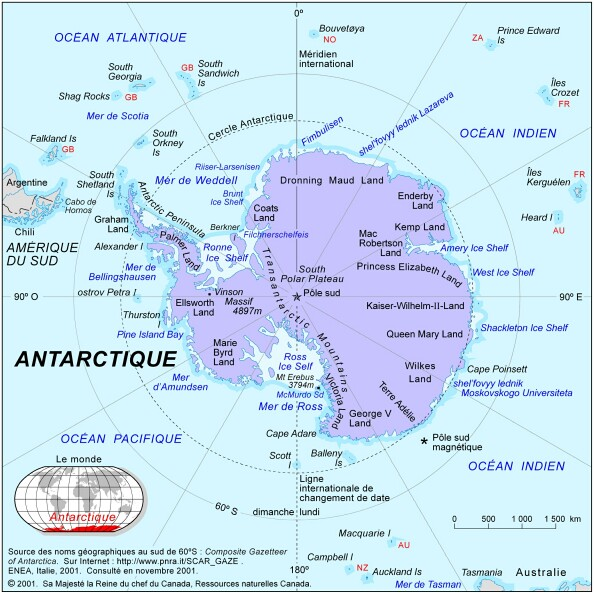 0°
Bouvetøya
NO
Méridien
international
ZA
Prince Edward
Is
OCÉAN ATLANTIQUE
South
Georgia
GB
South
Sandwich
Is
Shag Rocks
GB
Mer de Scotia
Îles
Crozet
FR
Cercle Antarctique
Fimbulisen
shel'fovyy lednik Lazareva
OCÉAN INDIEN
Falkland Is
GB
South
Orkney
Is
Riiser-Larsenisen
Mer de Weddell
Brunt
Ice Shelf
Dronning Maud Land
Îles
Kerguélen
FR
Argentine
Chili
Cabo de
Hornos
South
Shetland Is
Antarctic Peninsula
Coats
Land
Enderby
Land
Heard I
AU
Graham
Land
Palmer Land
Berkner I
Filchnerschelfeis
Kemp Land
Mac
Robertson
Land
AMÉRIQUE
DU SUD
Alexander I
Ronne
Ice Shelf
Amery Ice Shelf
Mer de
Bellingshausen
South
Polar Plateau
Princess Elizabeth Land
West Ice Shelf
90° O
ostrov Petra I
Vinson
Massif
4897m
Pôle sud
90° E
Ellsworth
Land
Transantarctic Mountains
Kaiser-Wilhelm-II-Land
Thurston I
Pine Island Bay
Queen Mary Land
Shackleton Ice Shelf
ANTARCTIQUE
Marie
Byrd
Land
Ross
Ice Self
Mt Erebus
3794m
McMurdo Sd
Wilkes
Land
Cape Poinsett
shel'fovyy lednik
Moskovskogo Universiteta
Mer
d'Amundsen
Mer de Ross
Victoria Land
Terre Adélie
George V
Land
Cape Adare
Pôle sud
magnétique
OCÉAN PACIFIQUE
Scott
I
Balleny
Is
OCÉAN INDIEN
Le monde
Antarctique
Ligne
internationale de
changement de date
60° S
dimanche
lundi
0
500
1 000
1 500 km
Macquarie I
AU
Campbell I
NZ
Auckland Is
180°
Mer de Tasman
Tasmania
Australie
Source des noms géographiques au sud de 60°S : Composite Gazetteer
of Antarctica. Sur Internet : http://www.pnra.it/SCAR_GAZE .
ENEA, Italie, 2001. Consulté en novembre 2001.
© 2001. Sa Majesté la Reine du chef du Canada, Ressources naturelles Canada.